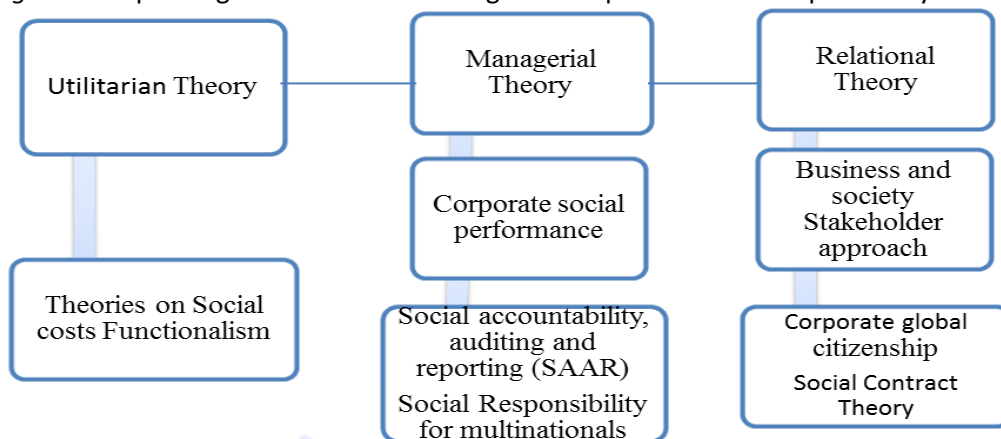 Utilitarian Theory
Managerial
Theory
Relational
Theory
Corporate social
performance
Business and
society
Stakeholder
approach
Theories on Social
costs Functionalism
Social accountability,
auditing and
reporting (SAAR)
Social Responsibility
for multinationals
Corporate global
citizenship
Social Contract
Theory